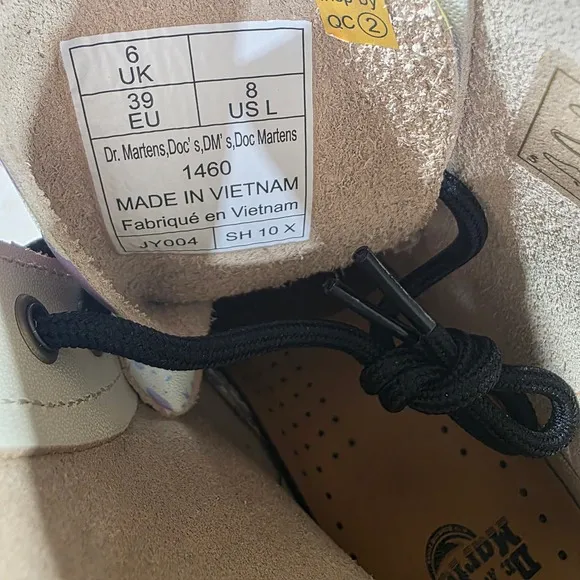 QC 2
6
UK
39
EU
8
US L
Dr. Martens,Doc' s,DM' s,Doc Martens
1460
MADE IN VIETNAM
Fabriqué en Vietnam
JY004
SH 10 X
Dr.